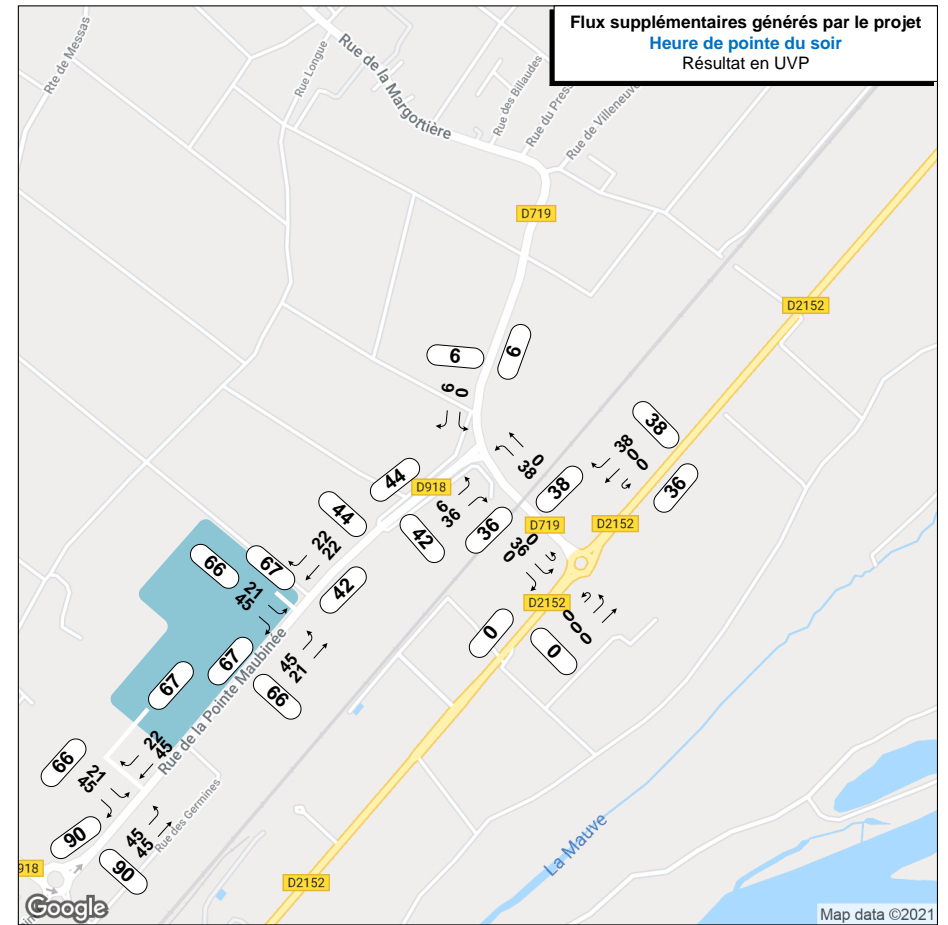 Flux supplémentaires générés par le projet
Heure de pointe du soir
Résultat en UVP
Rte de Messas
Rue Longue
Rue de la Margottière
Rue des Billaudes
Rue du Press
Rue de Villeneuve
D719
D2152
6
6
6
0
38
44
0
38
38
0
0
D918
44
6
36
38
36
42
36
D719
D2152
22
22
0
36
0
66
67
42
D2152
21
45
0
0
0
0
0
67
45
21
67
66
Rue de la Pointe Maubinée
22
45
66
21
45
45
45
Rue des Germines
90
90
La Mauve
918
D2152
Google
Map data ©2021